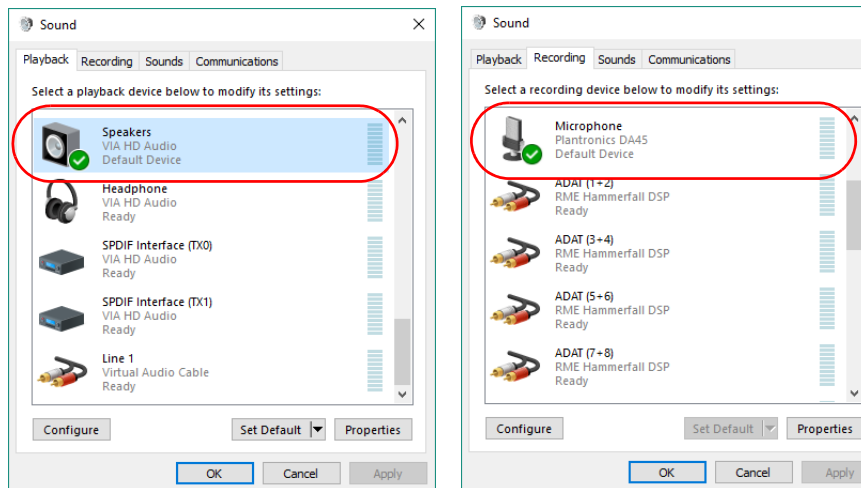 Sound
Playback Recording Sounds Communications
Select a playback device below to modify its settings:
Speakers
VIA HD Audio
Default Device
Headphone
VIA HD Audio
Ready
SPDIF Interface (TX0)
VIA HD Audio
Ready
SPDIF Interface (TX1)
VIA HD Audio
Ready
Line 1
Virtual Audio Cable
Ready
Configure Set Default Properties
OK Cancel Apply
Sound
Playback Recording Sounds Communications
Select a recording device below to modify its settings:
Microphone
Plantronics DA45
Default Device
ADAT (1+2)
RME Hammerfall DSP
Ready
ADAT (3+4)
RME Hammerfall DSP
Ready
ADAT (5+6)
RME Hammerfall DSP
Ready
ADAT (7+8)
RME Hammerfall DSP
Ready
Configure Set Default Properties
OK Cancel Apply